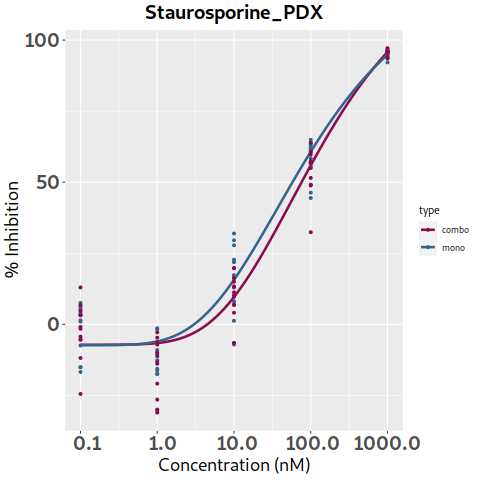 Staurosporine_PDX
100
50
0
% Inhibition
0.1 1.0 10.0 100.0 1000.0
Concentration (nM)
type
combo
mono